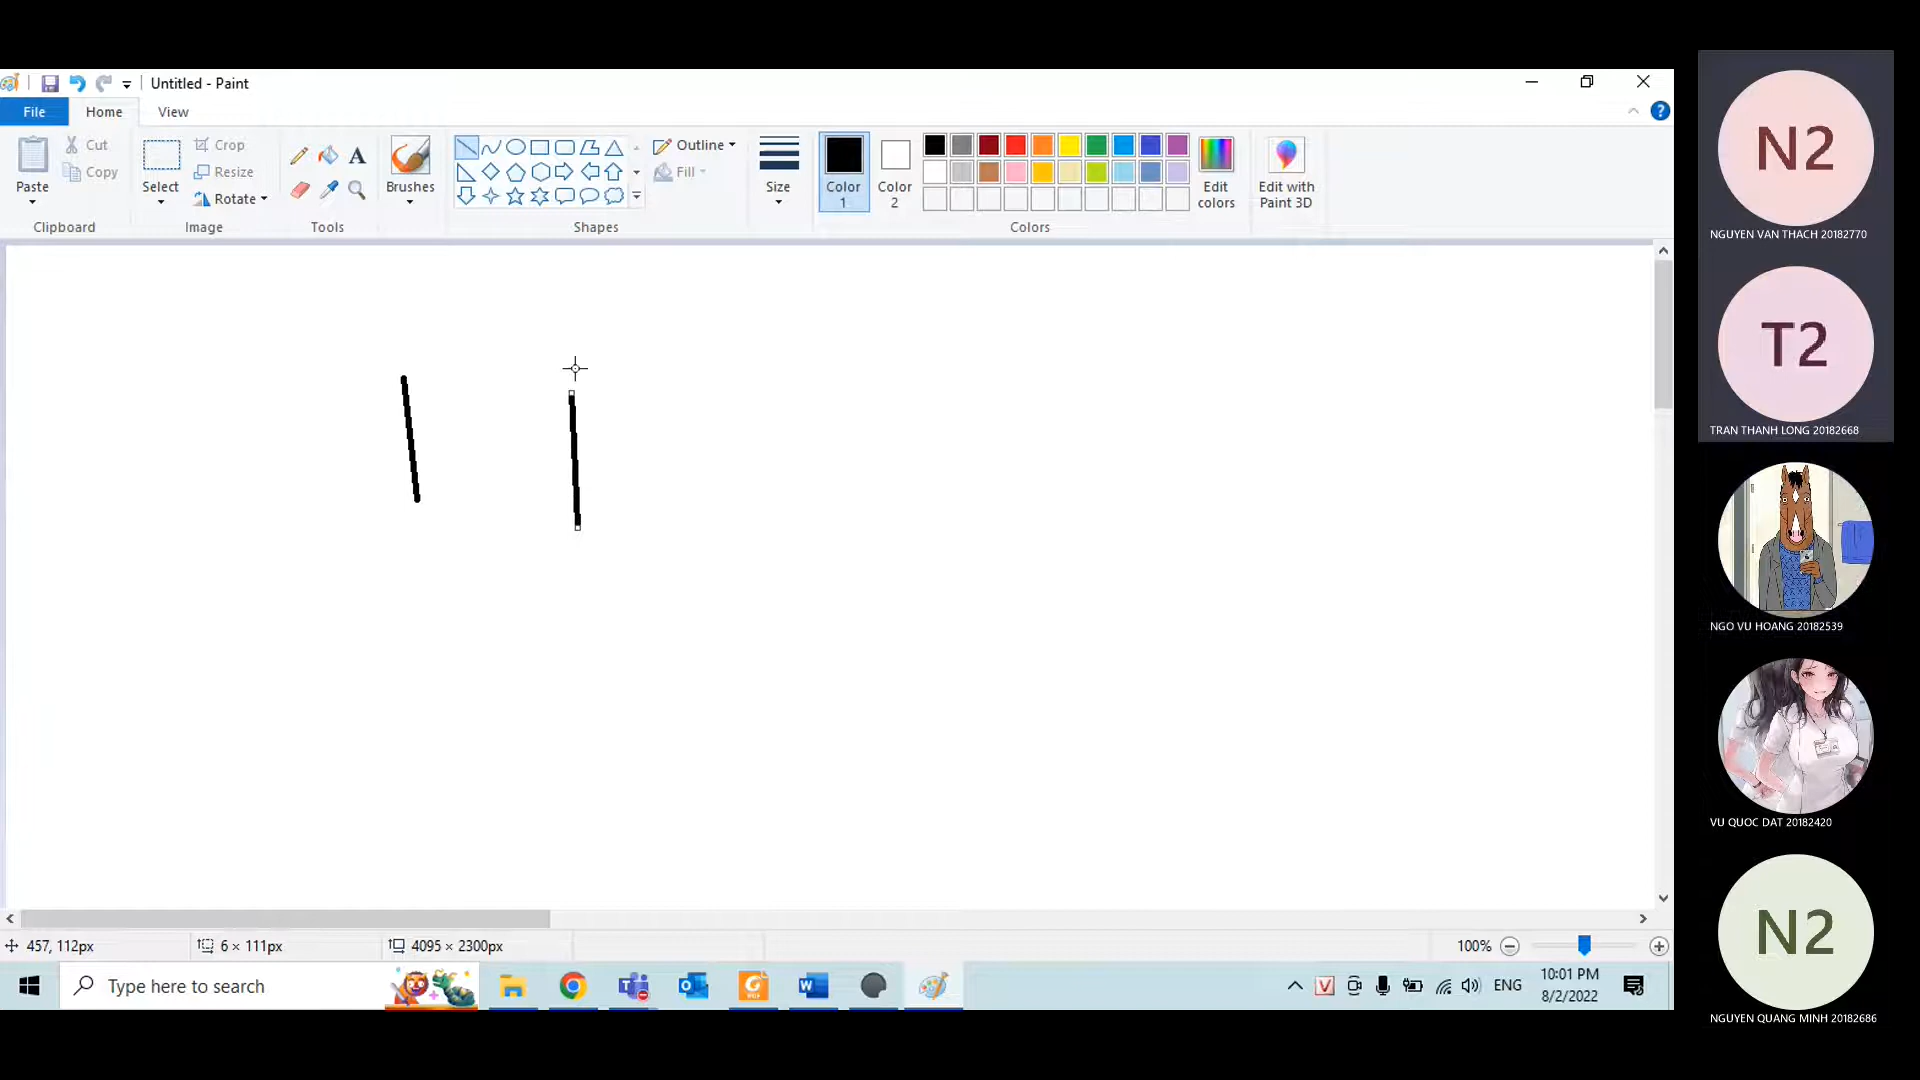 Untitled - Paint
File
Home
View
Paste
Cut
Copy
Clipboard
Select
Crop
Resize
Rotate
Image
A
Tools
Brushes
Outline
Fill
Shapes
Size
Color
1
Color
2
Edit
colors
Colors
Edit with
Paint 3D
457, 112px
6 × 111px
4095 × 2300px
100%
Type here to search
ENG
10:01 PM
8/2/2022
N2
NGUYEN VAN THACH 20182770
T2
TRAN THANH LONG 20182668
NGO VU HOANG 20182539
VU QUOC DAT 20182420
N2
NGUYEN QUANG MINH 20182686